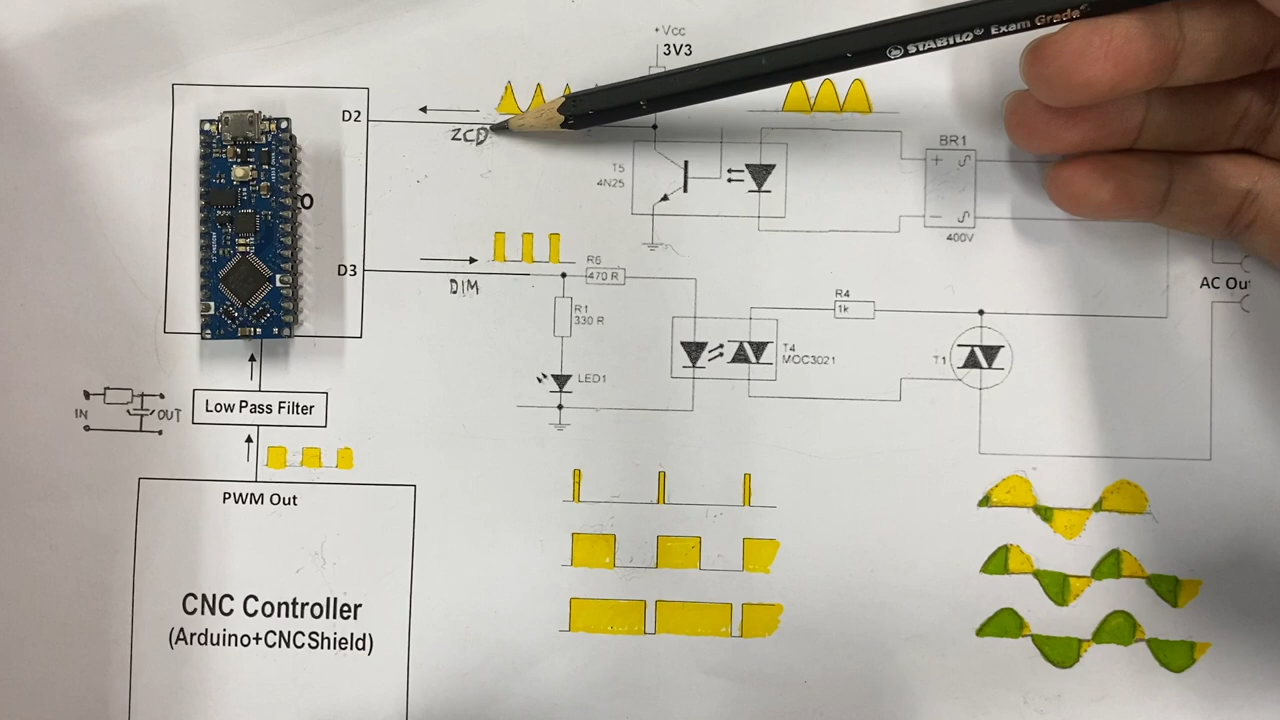 +Vcc
3V3
STABILO® Exam Grade®
D2
ZCD
T5
4N25
BR1
+
−
400V
D3
DIM
R6
470 R
R1
330 R
LED1
T4
MOC3021
R4
1k
T1
AC Out
IN
OUT
Low Pass Filter
PWM Out
CNC Controller
(Arduino+CNCShield)